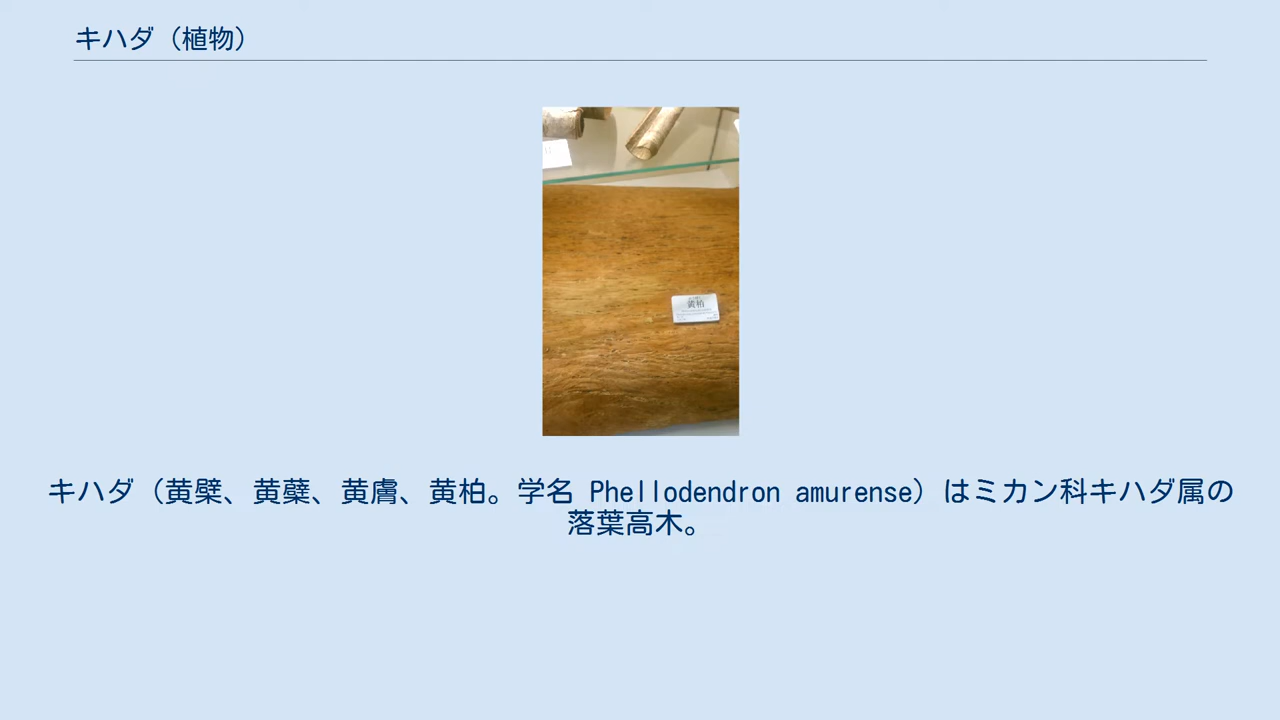 キハダ（植物）
黄柏
キハダ（黄檗、黄蘗、黄膚、黄柏。学名 Phellodendron amurense）はミカン科キハダ属の
落葉高木。